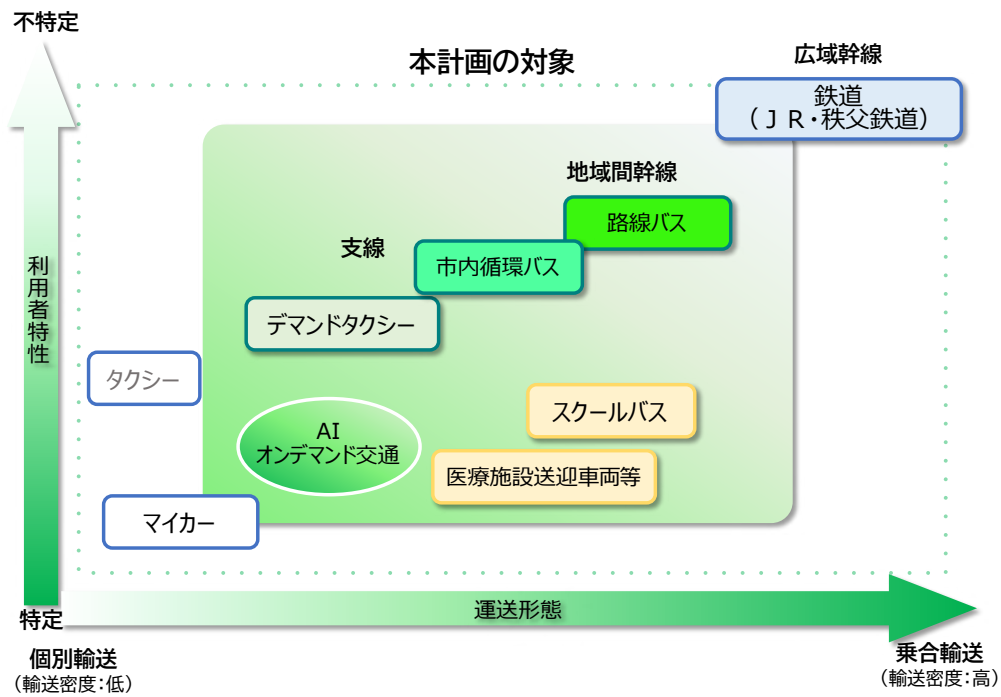 不特定
本計画の対象
広域幹線
鉄道
（ＪＲ・秩父鉄道）
地域間幹線
路線バス
支線
市内循環バス
デマンドタクシー
利用者特性
タクシー
スクールバス
AI
オンデマンド交通
医療施設送迎車両等
マイカー
特定
運送形態
個別輸送
（輸送密度：低）
乗合輸送
（輸送密度：高）